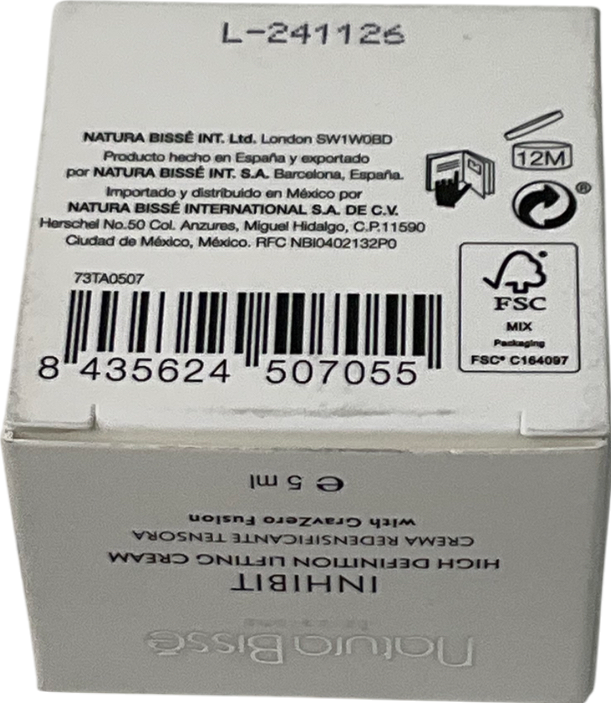 L-241126
NATURA BISSÉ INT. Ltd. London SW1W0BD
Producto hecho en España y exportado
por NATURA BISSÉ INT. S.A. Barcelona, España.
Importado y distribuido en México por
NATURA BISSÉ INTERNATIONAL S.A. DE C.V.
Herschel No.50 Col. Anzures, Miguel Hidalgo, C.P.11590
Ciudad de México, México. RFC NBI0402132P0
12M
®
73TA0507
8 435624 507055
FSC
MIX
Packaging
FSC® C164097
natura Bissé
INHIBIT
HIGH DEFINITION LIFTING CREAM
CREMA REDENSIFICANTE TENSORA
with GravZero Fusion
e 5 ml